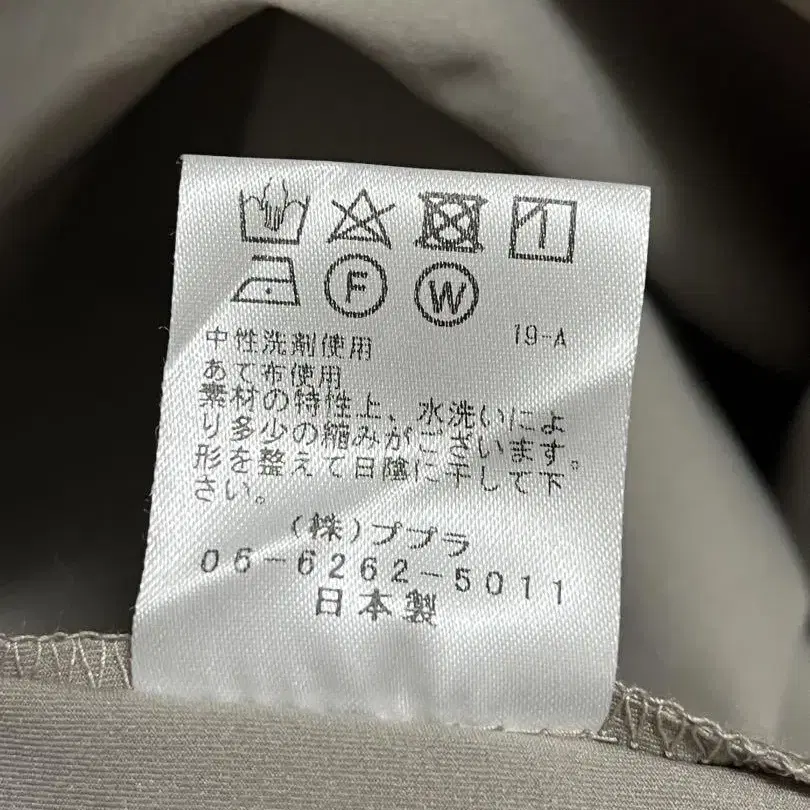 F W
19-A
中性洗剤使用
あて布使用
素材の特性上、水洗いによ
り多少の縮みがございます。
形を整えて日陰に干して下
さい。
(株)ププラ
06-6262-5011
日本製